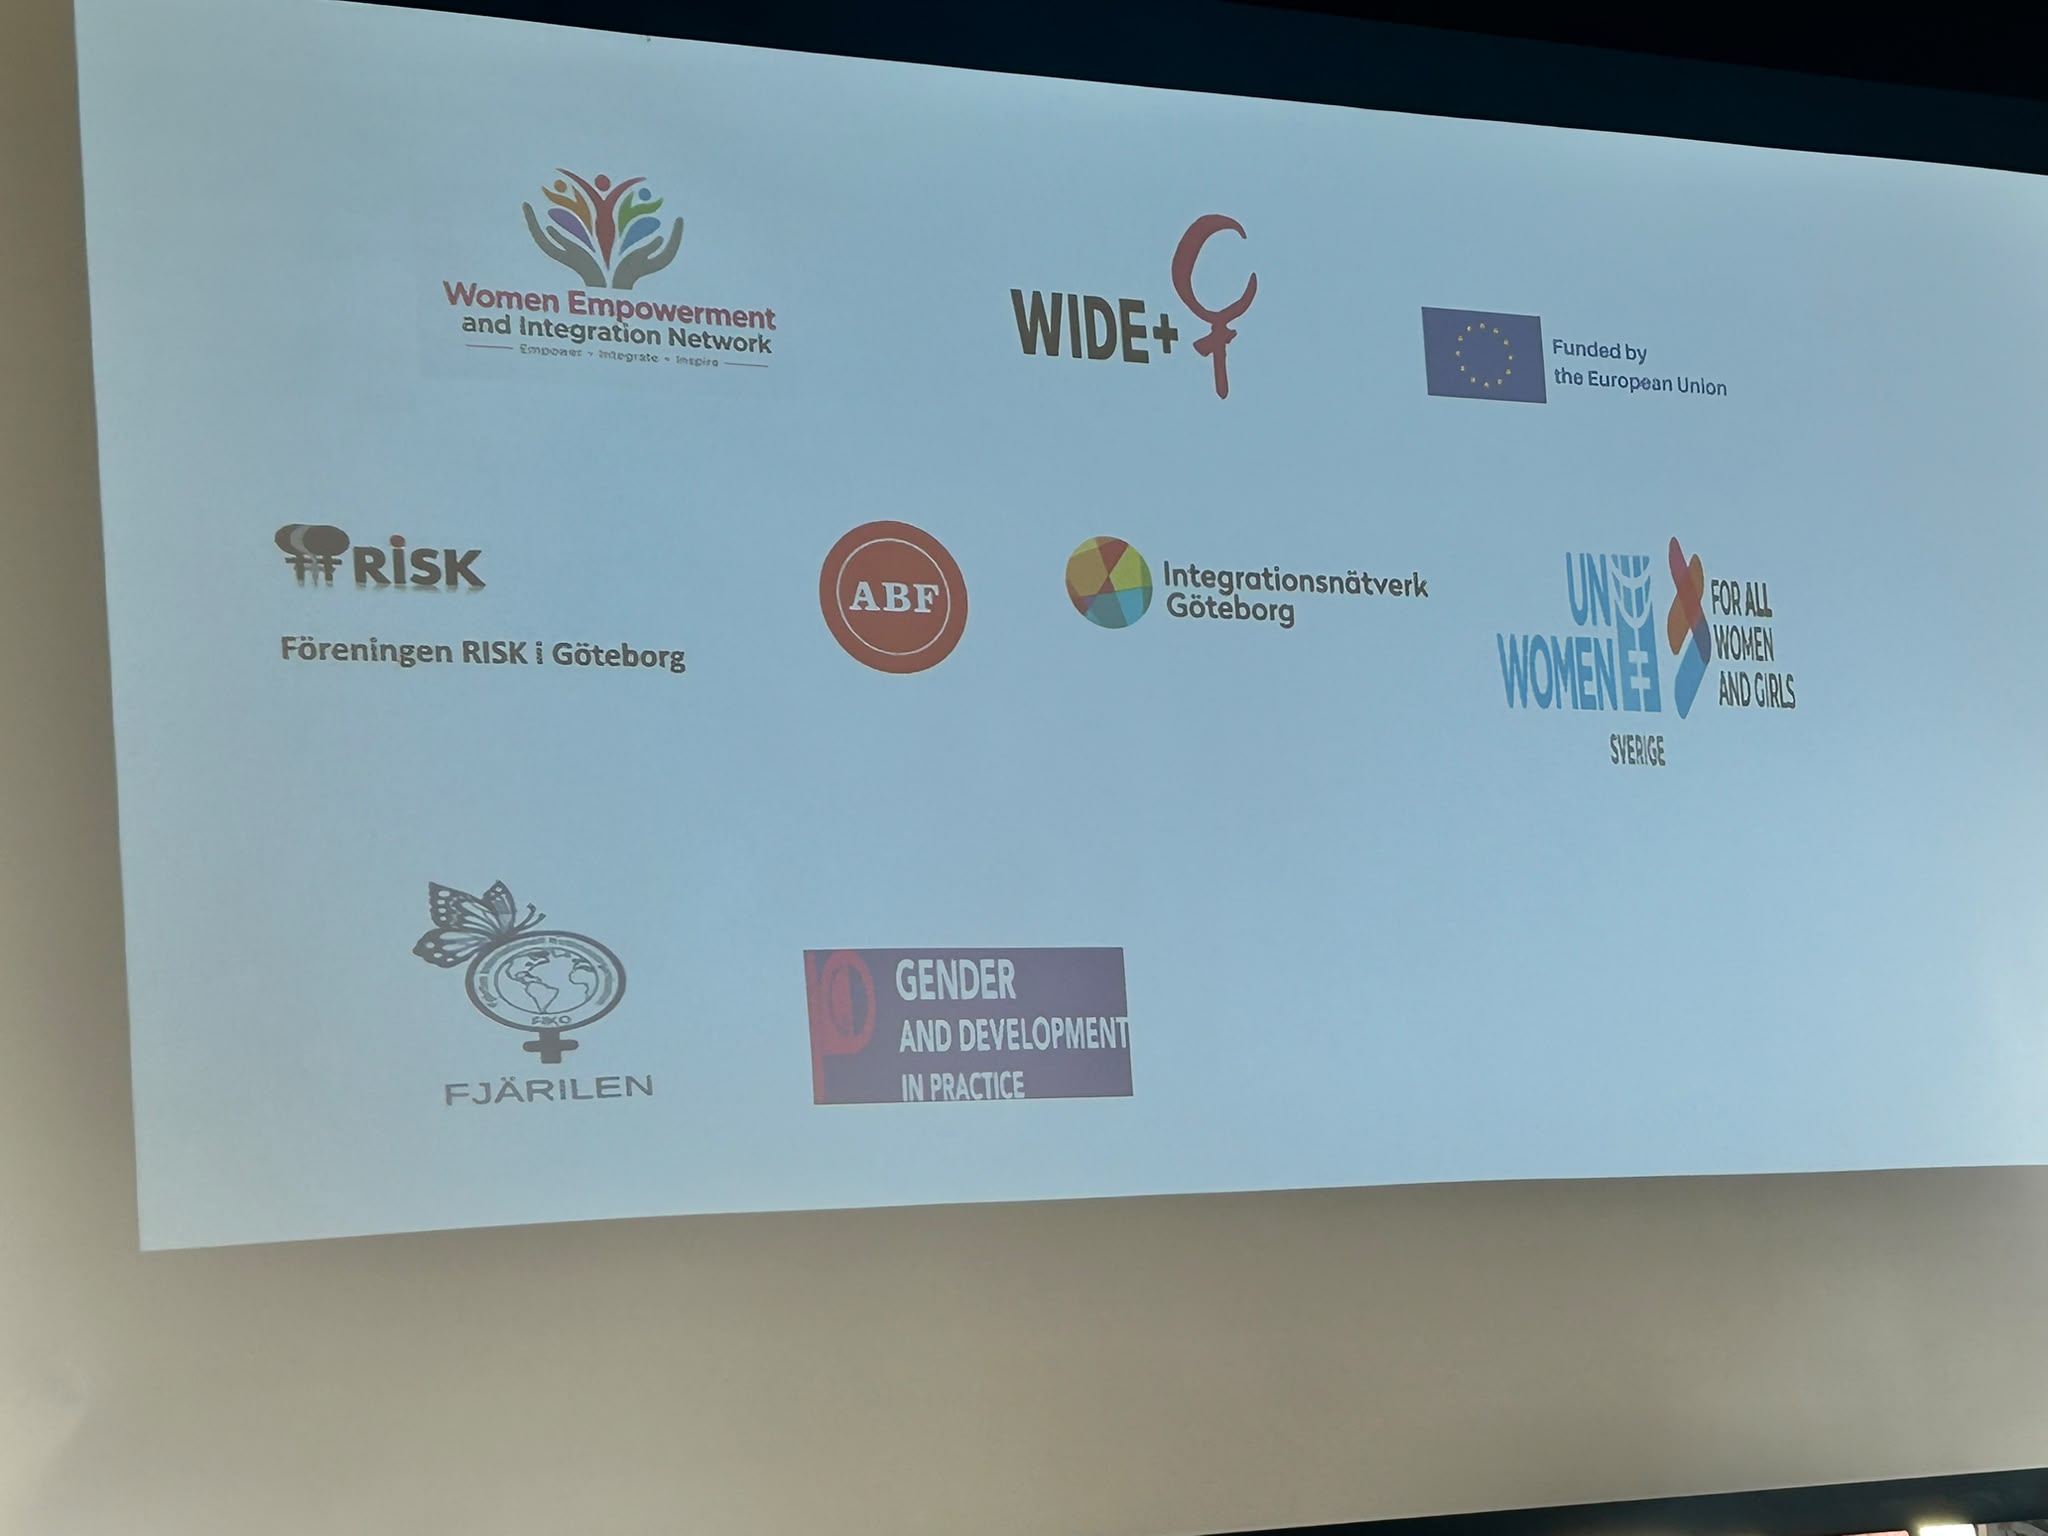 Women Empowerment
and Integration Network
Empower • Integrate • Inspire
WIDE+
Funded by
the European Union
RISK
Föreningen RISK i Göteborg
ABF
Integrationsnätverk
Göteborg
UN
WOMEN
SVERIGE
FOR ALL
WOMEN
AND GIRLS
FJÄRILEN
GENDER
AND DEVELOPMENT
IN PRACTICE